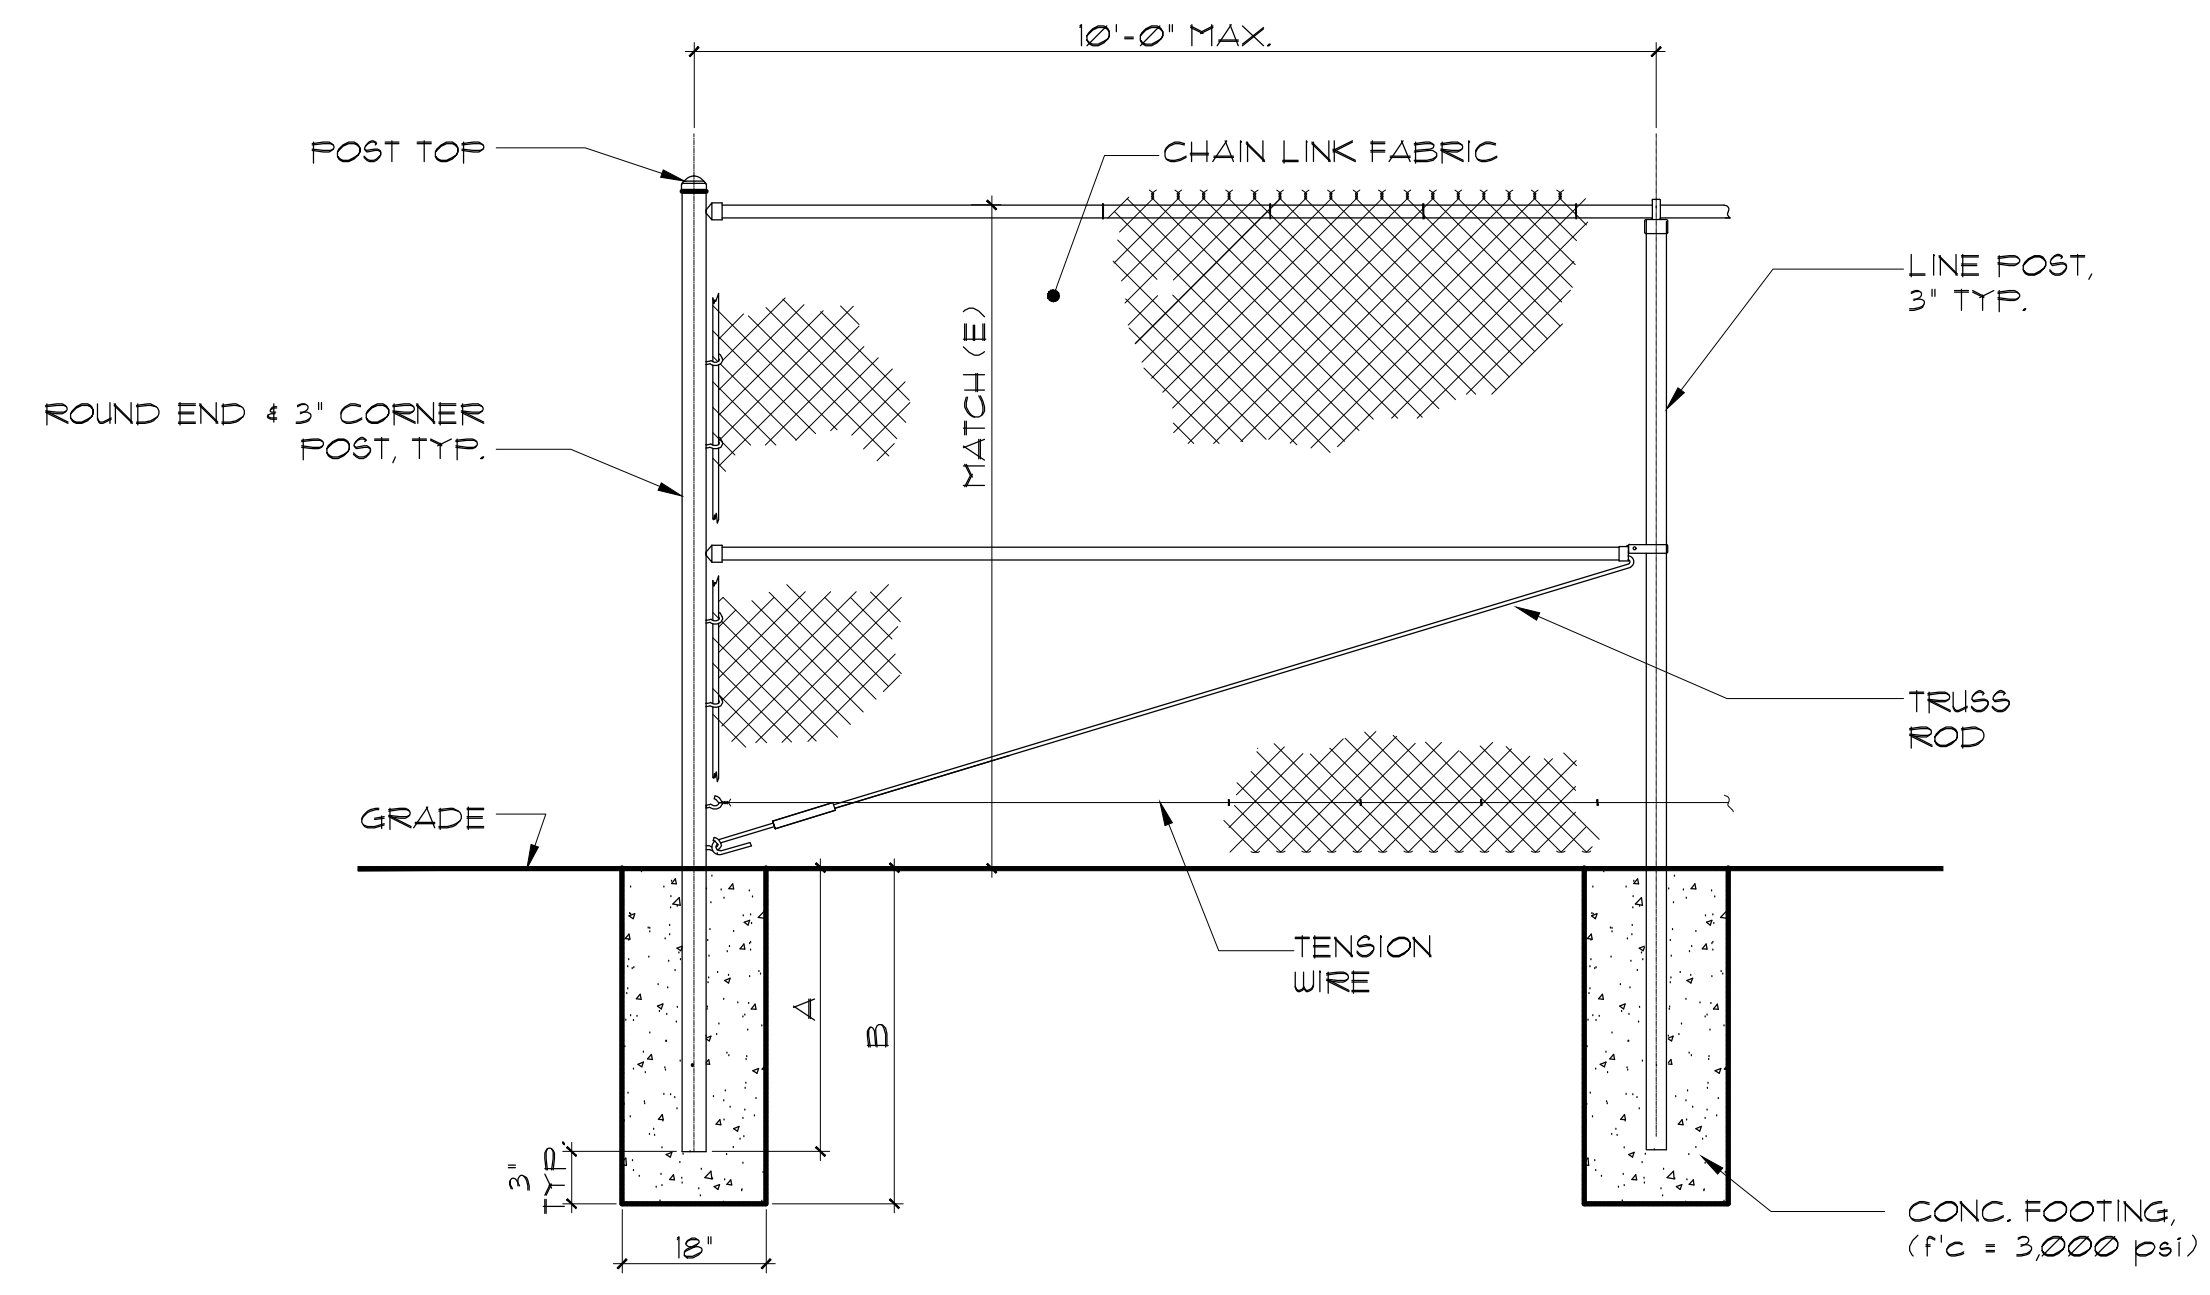 10'-0" MAX.
POST TOP
CHAIN LINK FABRIC
LINE POST,
3" TYP.
MATCH (E)
ROUND END & 3" CORNER
POST, TYP.
TRUSS
ROD
GRADE
TENSION
WIRE
A
B
3"
TYP.
18"
CONC. FOOTING,
(f'c = 3,000 psi)